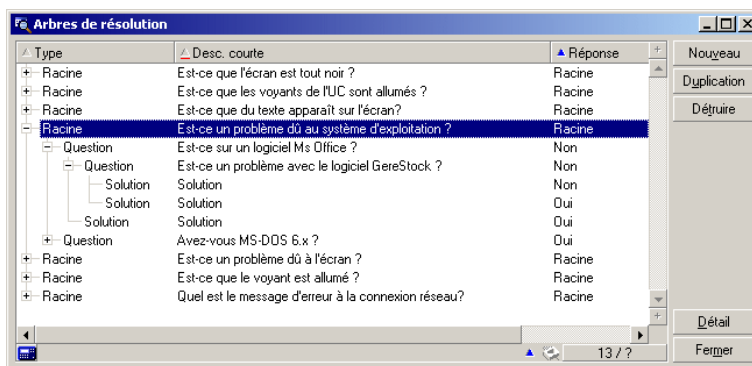 Arbres de résolution
Type Desc. courte Réponse
Nouveau
Racine Est-ce que l'écran est tout noir ? Racine
Racine Est-ce que les voyants de l'UC sont allumés ? Racine
Duplication
Racine Est-ce que du texte apparaît sur l'écran? Racine
Détruire
Racine Est-ce un problème dû au système d'exploitation ? Racine
Question Est-ce sur un logiciel Ms Office ? Non
Question Est-ce un problème avec le logiciel GereStock ? Non
Solution Solution Non
Solution Solution Oui
Solution Solution Oui
Question Avez-vous MS-DOS 6.x ? Oui
Racine Est-ce un problème dû à l'écran ? Racine
Racine Est-ce que le voyant est allumé ? Racine
Racine Quel est le message d'erreur à la connexion réseau? Racine
Détail
13 / ?
Fermer